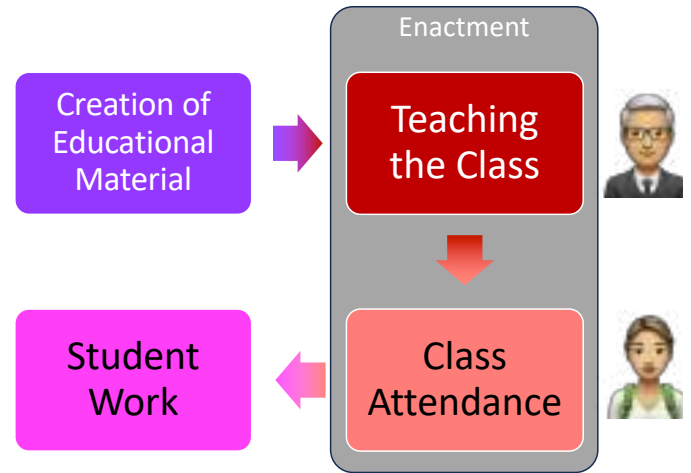 Enactment
Creation of
Educational
Material
Teaching
the Class
Student
Work
Class
Attendance